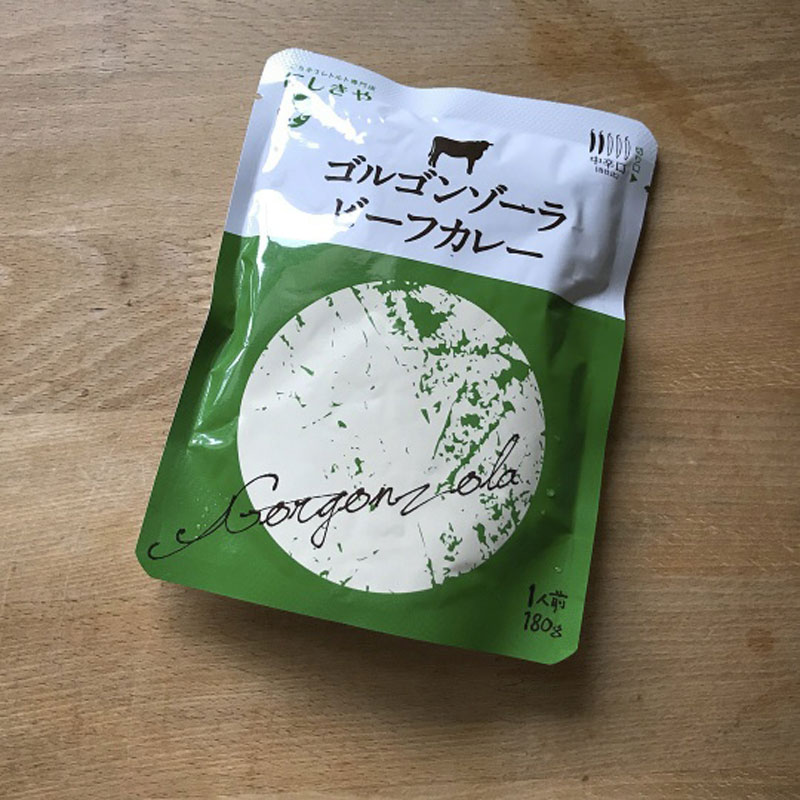 にしきや
ゴルゴンゾーラ
ビーフカレー
中辛口
Gorgonzola
1人前
180g